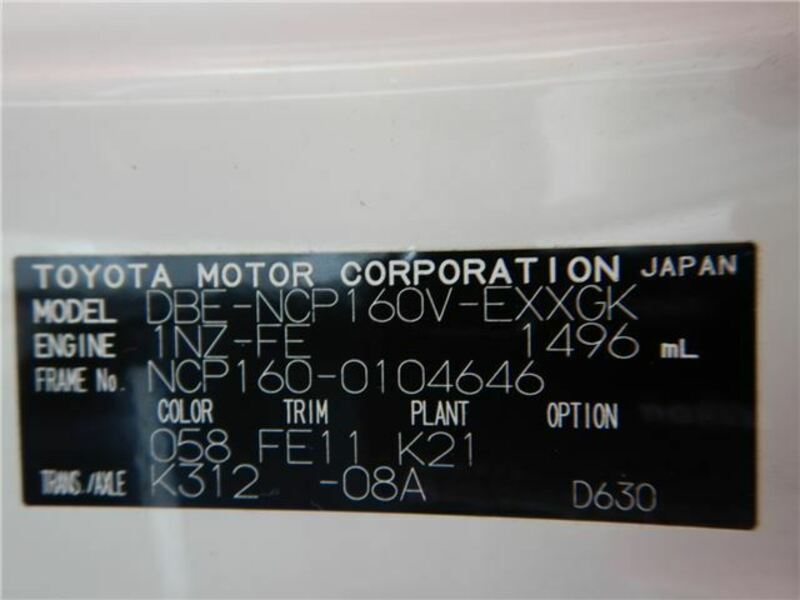 TOYOTA MOTOR CORPORATION JAPAN
MODEL DBE-NCP160V-EXXGK
ENGINE 1NZ-FE 1496 mL
FRAME No. NCP160-0104646
COLOR TRIM PLANT OPTION
058 FE11 K21
TRANS./AXLE K312 -08A D630